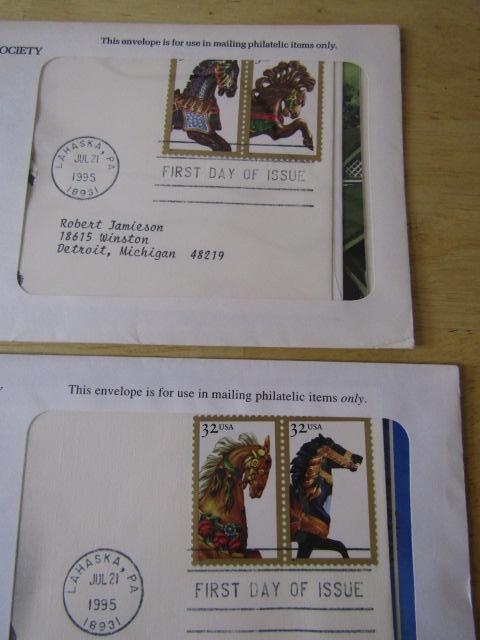 OCIETY
This envelope is for use in mailing philatelic items only.
LAHASKA, PA
JUL 21
1995
18931
FIRST DAY OF ISSUE
Robert Jamieson
18615 Winston
Detroit, Michigan 48219
This envelope is for use in mailing philatelic items only.
32 USA
32 USA
LAHASKA, PA
JUL 21
1995
18931
FIRST DAY OF ISSUE